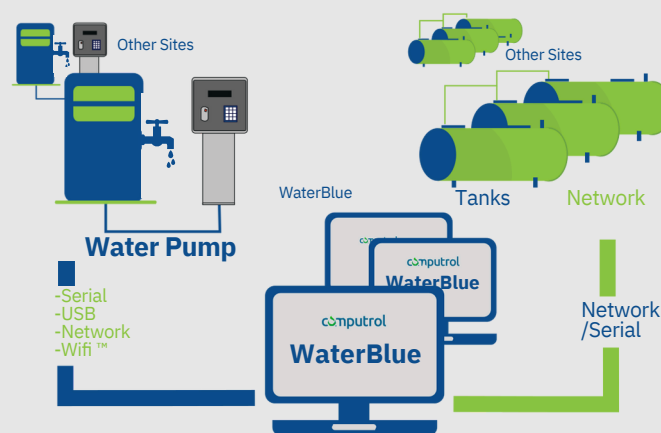 Other Sites
Other Sites
WaterBlue
Tanks
Network
Water Pump
-Serial
-USB
-Network
-Wifi ™
Network
/Serial
computrol
WaterBlue
computrol
WaterBlue